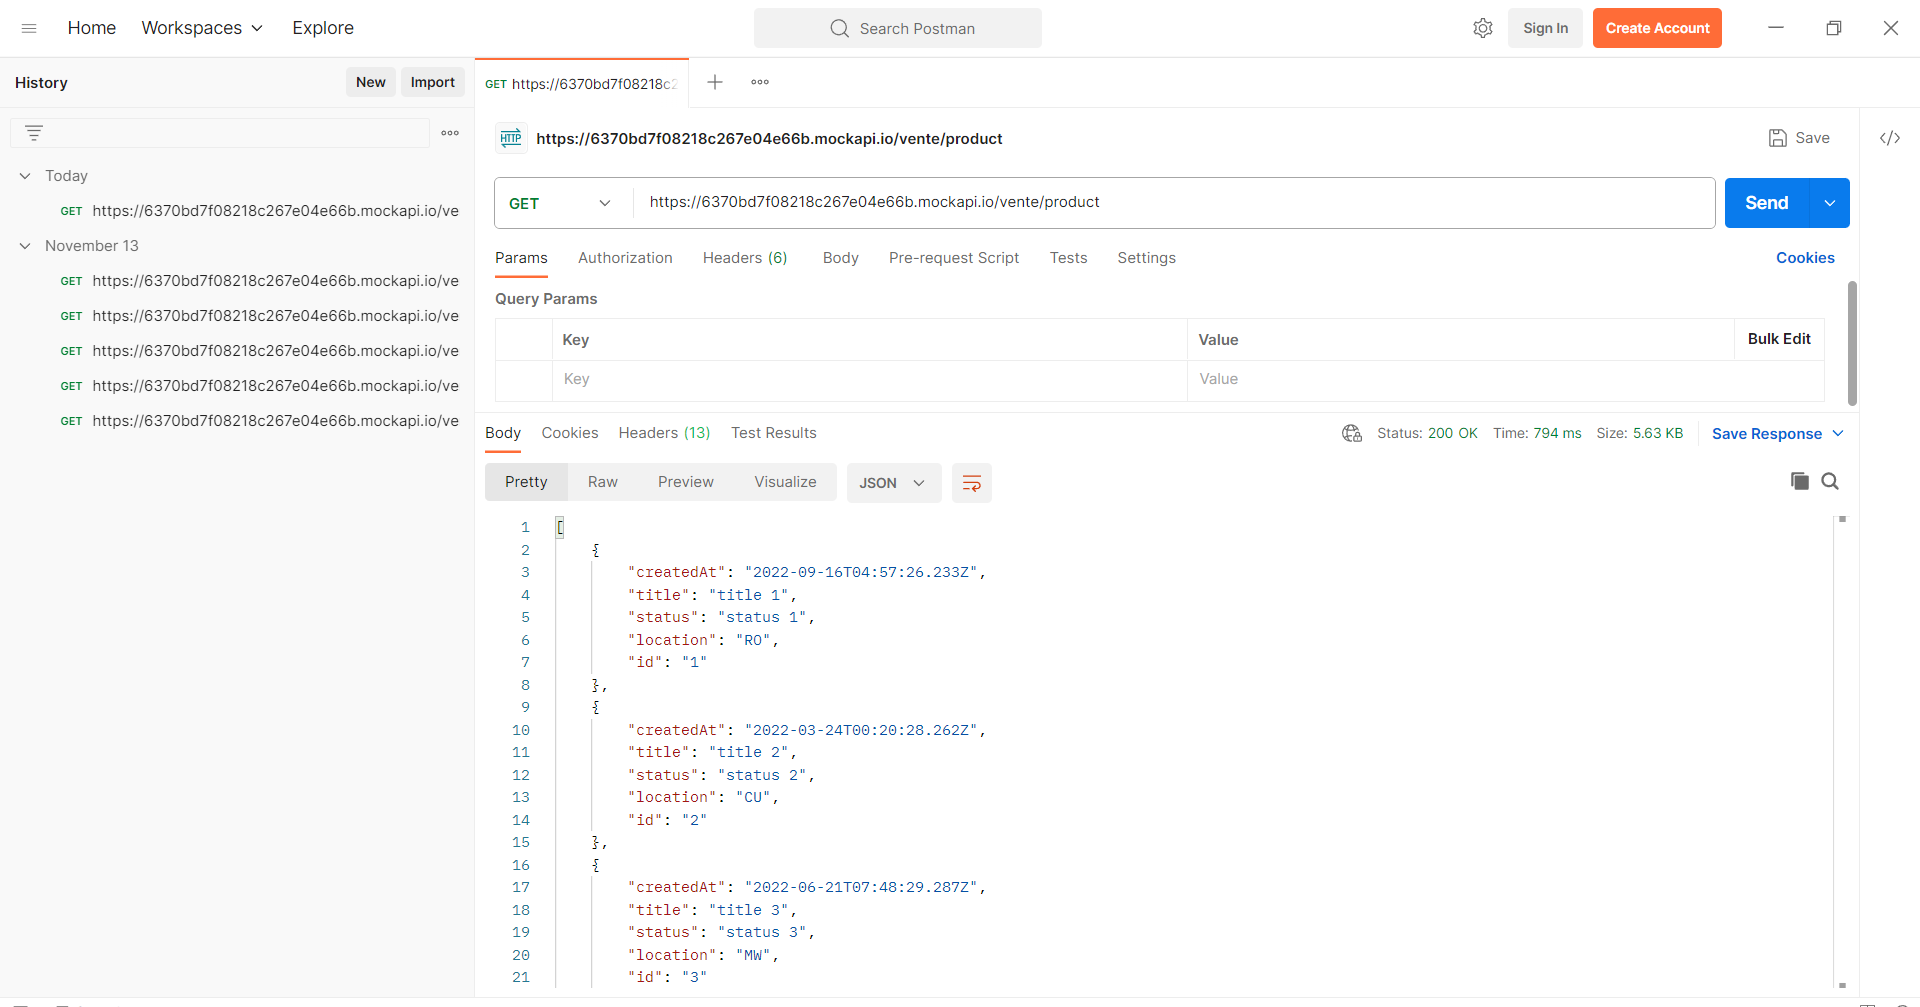 Home Workspaces Explore Search Postman Sign In Create Account
History New Import
GET https://6370bd7f08218c2
HTTP https://6370bd7f08218c267e04e66b.mockapi.io/vente/product Save </>
Today
GET https://6370bd7f08218c267e04e66b.mockapi.io/ve
November 13
GET https://6370bd7f08218c267e04e66b.mockapi.io/ve
GET https://6370bd7f08218c267e04e66b.mockapi.io/ve
GET https://6370bd7f08218c267e04e66b.mockapi.io/ve
GET https://6370bd7f08218c267e04e66b.mockapi.io/ve
GET https://6370bd7f08218c267e04e66b.mockapi.io/ve
GET https://6370bd7f08218c267e04e66b.mockapi.io/vente/product Send
Params Authorization Headers (6) Body Pre-request Script Tests Settings Cookies
Query Params
Key Value Bulk Edit
Key Value
Body Cookies Headers (13) Test Results Status: 200 OK Time: 794 ms Size: 5.63 KB Save Response
Pretty Raw Preview Visualize JSON
1 [
2 {
3 "createdAt": "2022-09-16T04:57:26.233Z",
4 "title": "title 1",
5 "status": "status 1",
6 "location": "RO",
7 "id": "1"
8 },
9 {
10 "createdAt": "2022-03-24T00:20:28.262Z",
11 "title": "title 2",
12 "status": "status 2",
13 "location": "CU",
14 "id": "2"
15 },
16 {
17 "createdAt": "2022-06-21T07:48:29.287Z",
18 "title": "title 3",
19 "status": "status 3",
20 "location": "MW",
21 "id": "3"